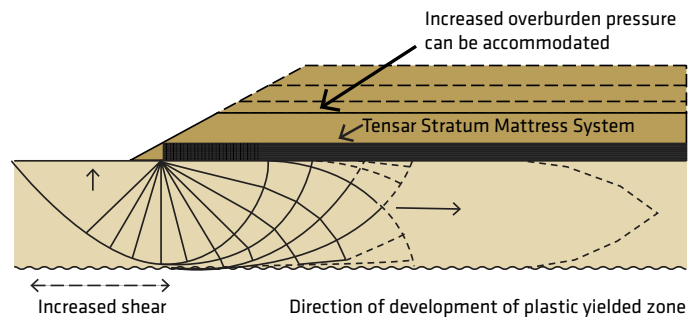 Increased overburden pressure
can be accommodated
Tensar Stratum Mattress System
Increased shear
Direction of development of plastic yielded zone